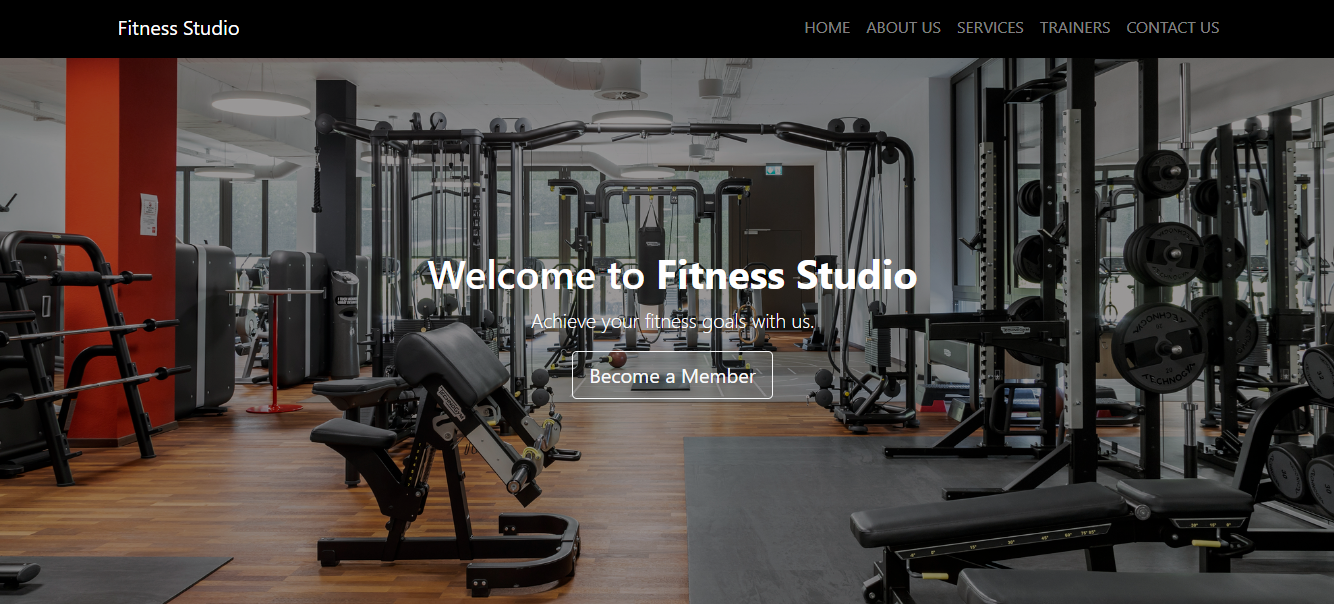 Fitness Studio
HOME ABOUT US SERVICES TRAINERS CONTACT US
Welcome to Fitness Studio
Achieve your fitness goals with us.
Become a Member
TECHNOGYM